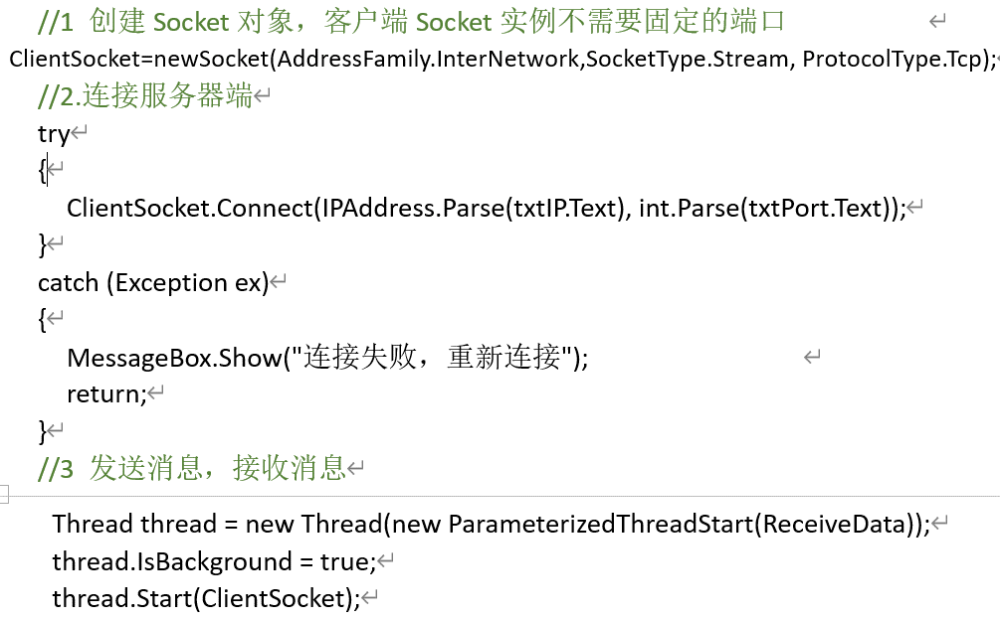 //1 创建 Socket 对象，客户端 Socket 实例不需要固定的端口
ClientSocket=newSocket(AddressFamily.InterNetwork,SocketType.Stream, ProtocolType.Tcp);
//2.连接服务器端
try
{
ClientSocket.Connect(IPAddress.Parse(txtIP.Text), int.Parse(txtPort.Text));
}
catch (Exception ex)
{
MessageBox.Show("连接失败，重新连接");
return;
}
//3 发送消息，接收消息
Thread thread = new Thread(new ParameterizedThreadStart(ReceiveData));
thread.IsBackground = true;
thread.Start(ClientSocket);